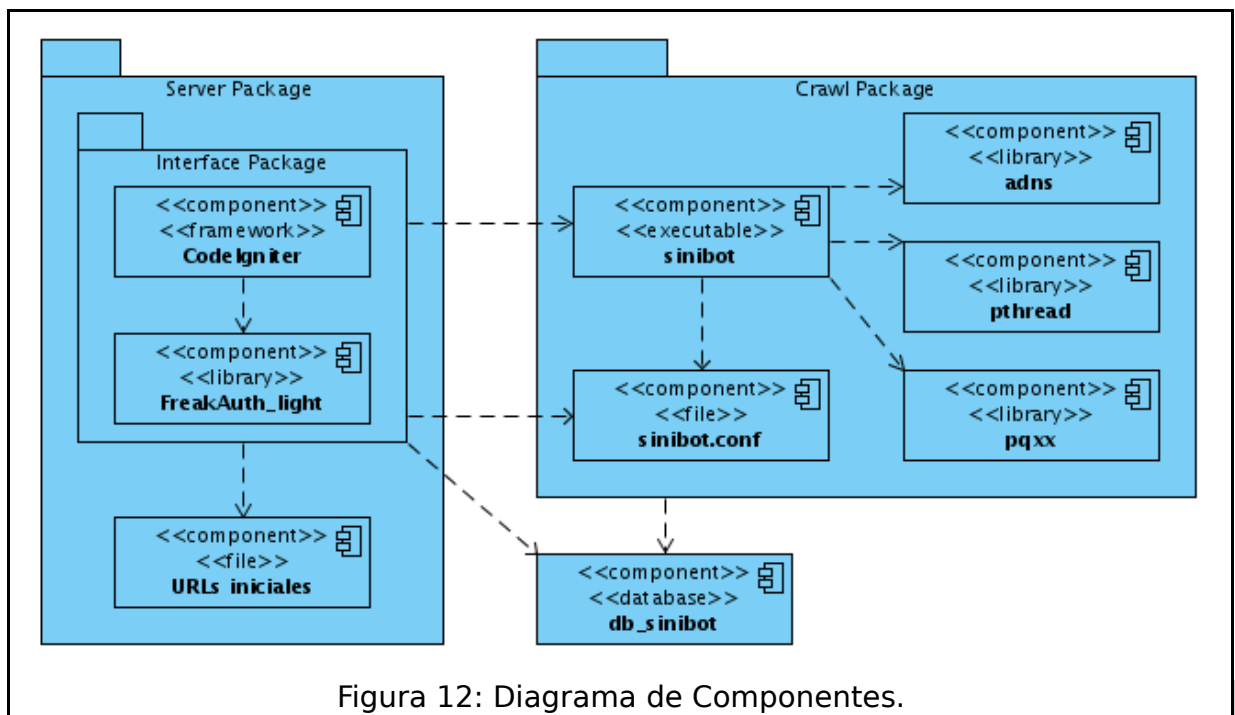 Server Package
Interface Package
<<component>>
<<framework>>
CodeIgniter
<<component>>
<<library>>
FreakAuth_light
<<component>>
<<file>>
URLs iniciales
Crawl Package
<<component>>
<<executable>>
sinibot
<<component>>
<<file>>
sinibot.conf
<<component>>
<<library>>
adns
<<component>>
<<library>>
pthread
<<component>>
<<library>>
pqxx
<<component>>
<<database>>
db_sinibot
Figura 12: Diagrama de Componentes.